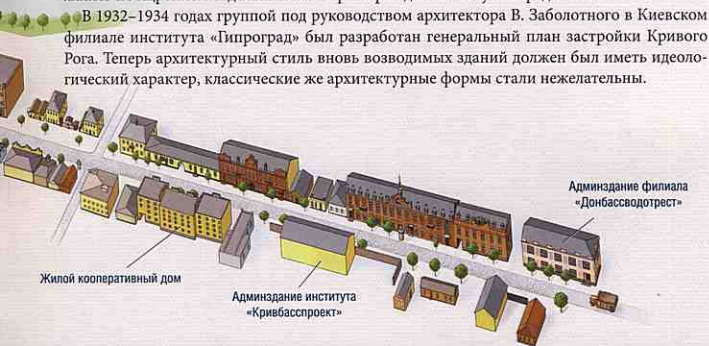 В 1932–1934 годах группой под руководством архитектора В. Заболотного в Киевском
филиале института «Гипроград» был разработан генеральный план застройки Кривого
Рога. Теперь архитектурный стиль вновь возводимых зданий должен был иметь идеоло-
гический характер, классические же архитектурные формы стали нежелательны.
Админздание филиала
«Донбассводотрест»
Жилой кооперативный дом
Админздание института
«Кривбасспроект»